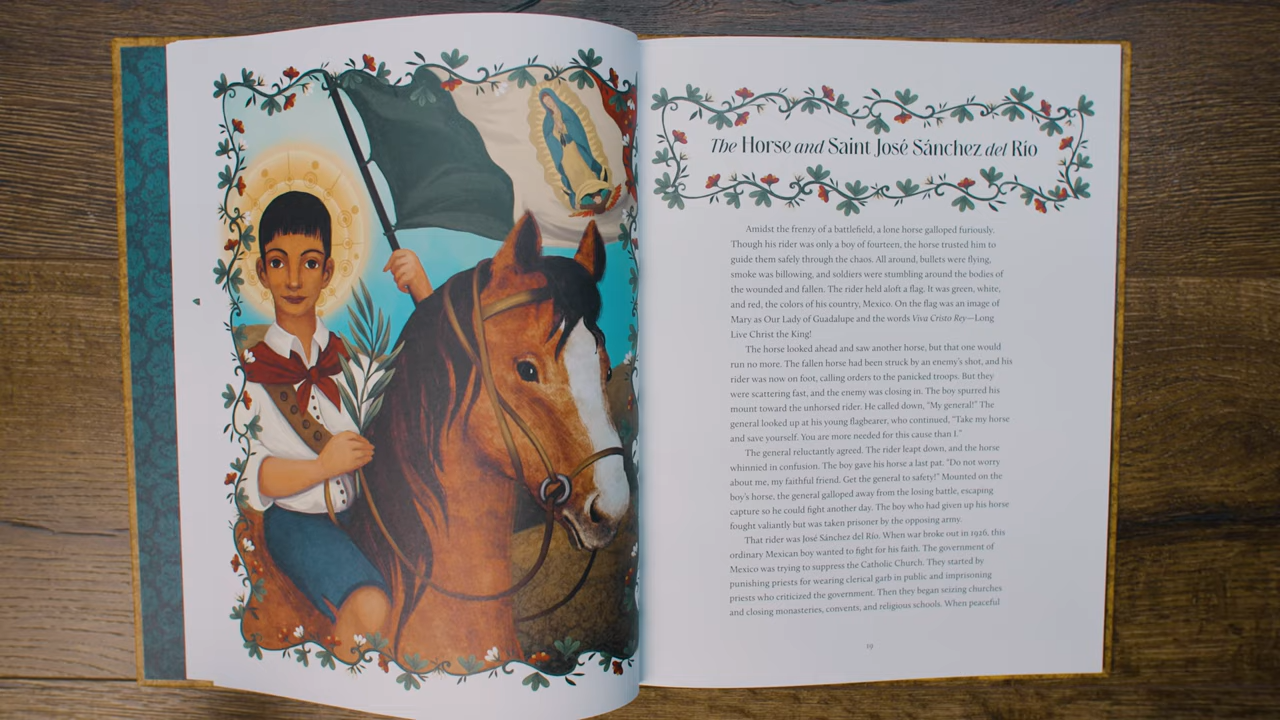 The Horse and Saint José Sánchez del Río
Amidst the frenzy of a battlefield, a lone horse galloped furiously.
Though his rider was only a boy of fourteen, the horse trusted him to
guide them safely through the chaos. All around, bullets were flying,
smoke was billowing, and soldiers were stumbling around the bodies of
the wounded and fallen. The rider held aloft a flag. It was green, white,
and red, the colors of his country, Mexico. On the flag was an image of
Mary as Our Lady of Guadalupe and the words Viva Cristo Rey—Long
Live Christ the King!
The horse looked ahead and saw another horse, but that one would
run no more. The fallen horse had been struck by an enemy's shot, and his
rider was now on foot, calling orders to the panicked troops. But they
were scattering fast, and the enemy was closing in. The boy spurred his
mount toward the unhorsed rider. He called down, "My general!" The
general looked up at his young flagbearer, who continued, "Take my horse
and save yourself. You are more needed for this cause than I."
The general reluctantly agreed. The rider leapt down, and the horse
whinnied in confusion. The boy gave his horse a last pat. "Do not worry
about me, my faithful friend. Get the general to safety!" Mounted on the
boy's horse, the general galloped away from the losing battle, escaping
capture so he could fight another day. The boy who had given up his horse
fought valiantly but was taken prisoner by the opposing army.
That rider was José Sánchez del Río. When war broke out in 1926, this
ordinary Mexican boy wanted to fight for his faith. The government of
Mexico was trying to suppress the Catholic Church. They started by
punishing priests for wearing clerical garb in public and imprisoning
priests who criticized the government. Then they began seizing churches
and closing monasteries, convents, and religious schools. When peaceful
19